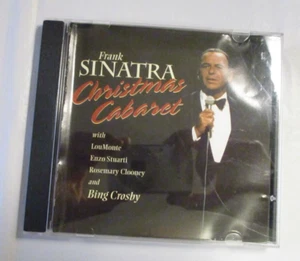 Frank
SINATRA
Christmas
Cabaret
with
Lou Monte
Enzo Stuarti
Rosemary Clooney
and
Bing Crosby